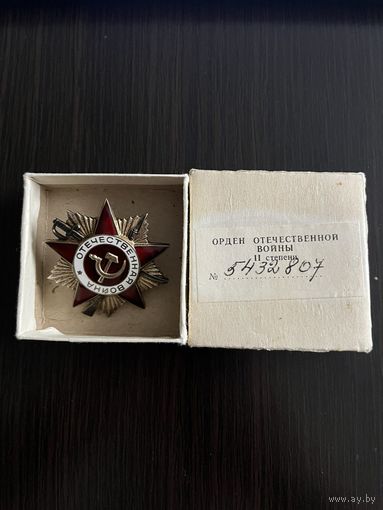 ОТЕЧЕСТВЕННАЯ ВОЙНА
ОРДЕН ОТЕЧЕСТВЕННОЙ
ВОЙНЫ
II степени
№ 5432807
www.ay.by